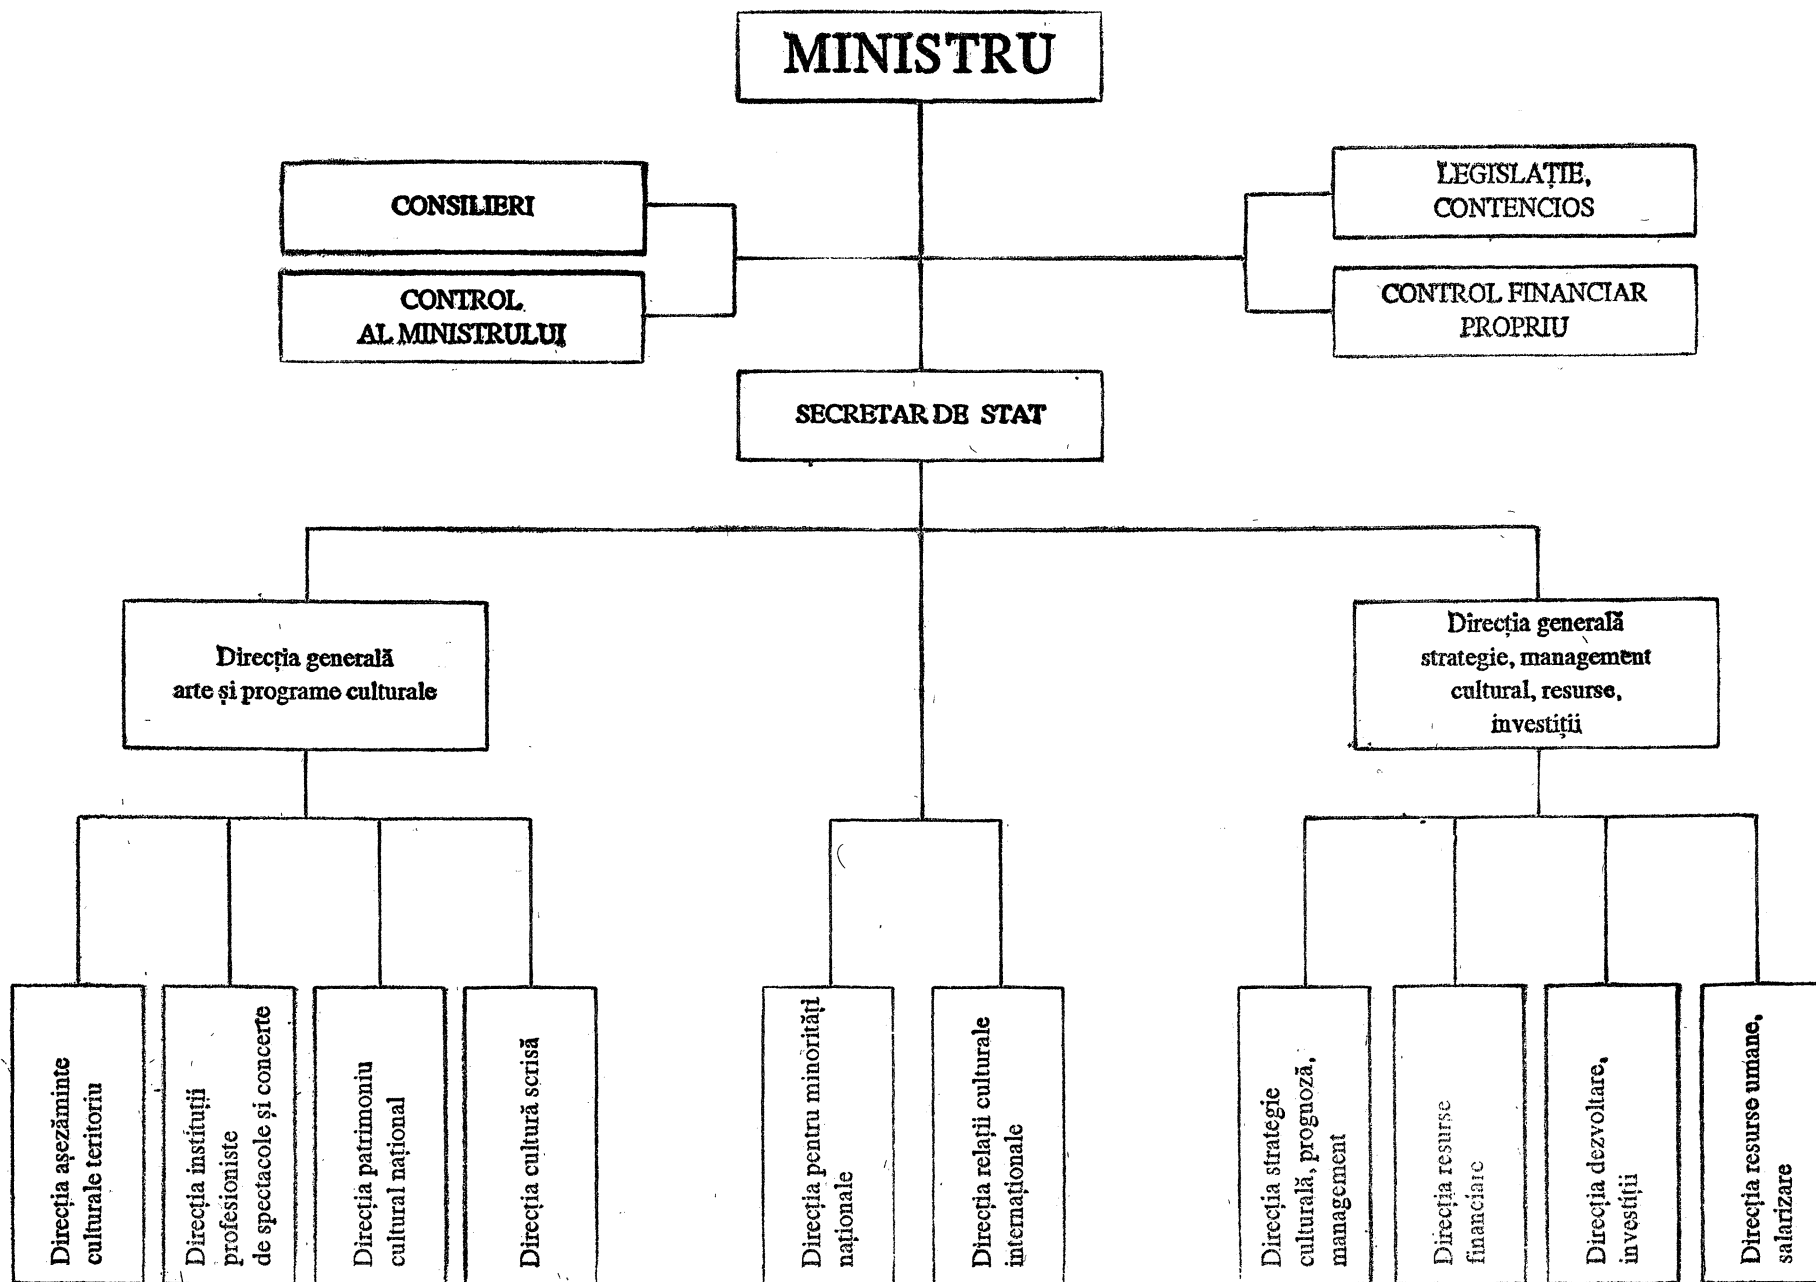 MINISTRU
CONSILIERI
LEGISLAȚIE,
CONTENCIOS
CONTROL
AL MINISTRULUI
CONTROL FINANCIAR
PROPRIU
SECRETAR DE STAT
Direcția generală
arte și programe culturale
Direcția generală
strategie, management
cultural, resurse,
investiții
Direcția așezăminte
culturale teritoriu
Direcția instituții
profesioniste
de spectacole și concerte
Direcția patrimoniu
cultural național
Direcția cultură scrisă
Direcția pentru minorități
naționale
Direcția relații culturale
internaționale
Direcția strategie
culturală, prognoză,
management
Direcția resurse
financiare
Direcția dezvoltare,
investiții
Direcția resurse umane,
salarizare